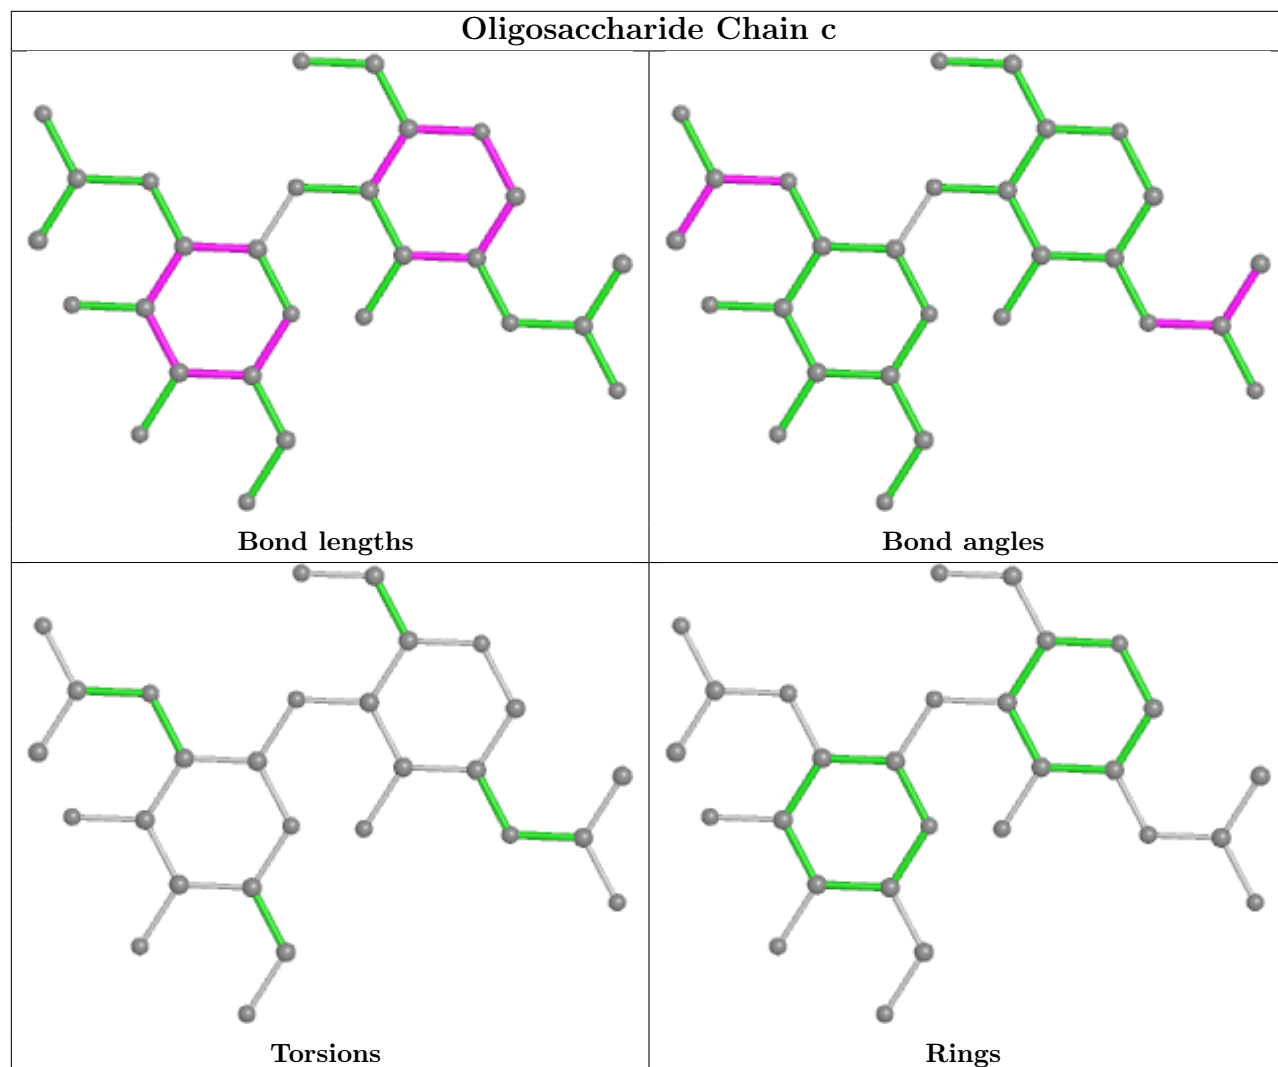 Oligosaccharide Chain c
Bond lengths
Bond angles
Torsions
Rings